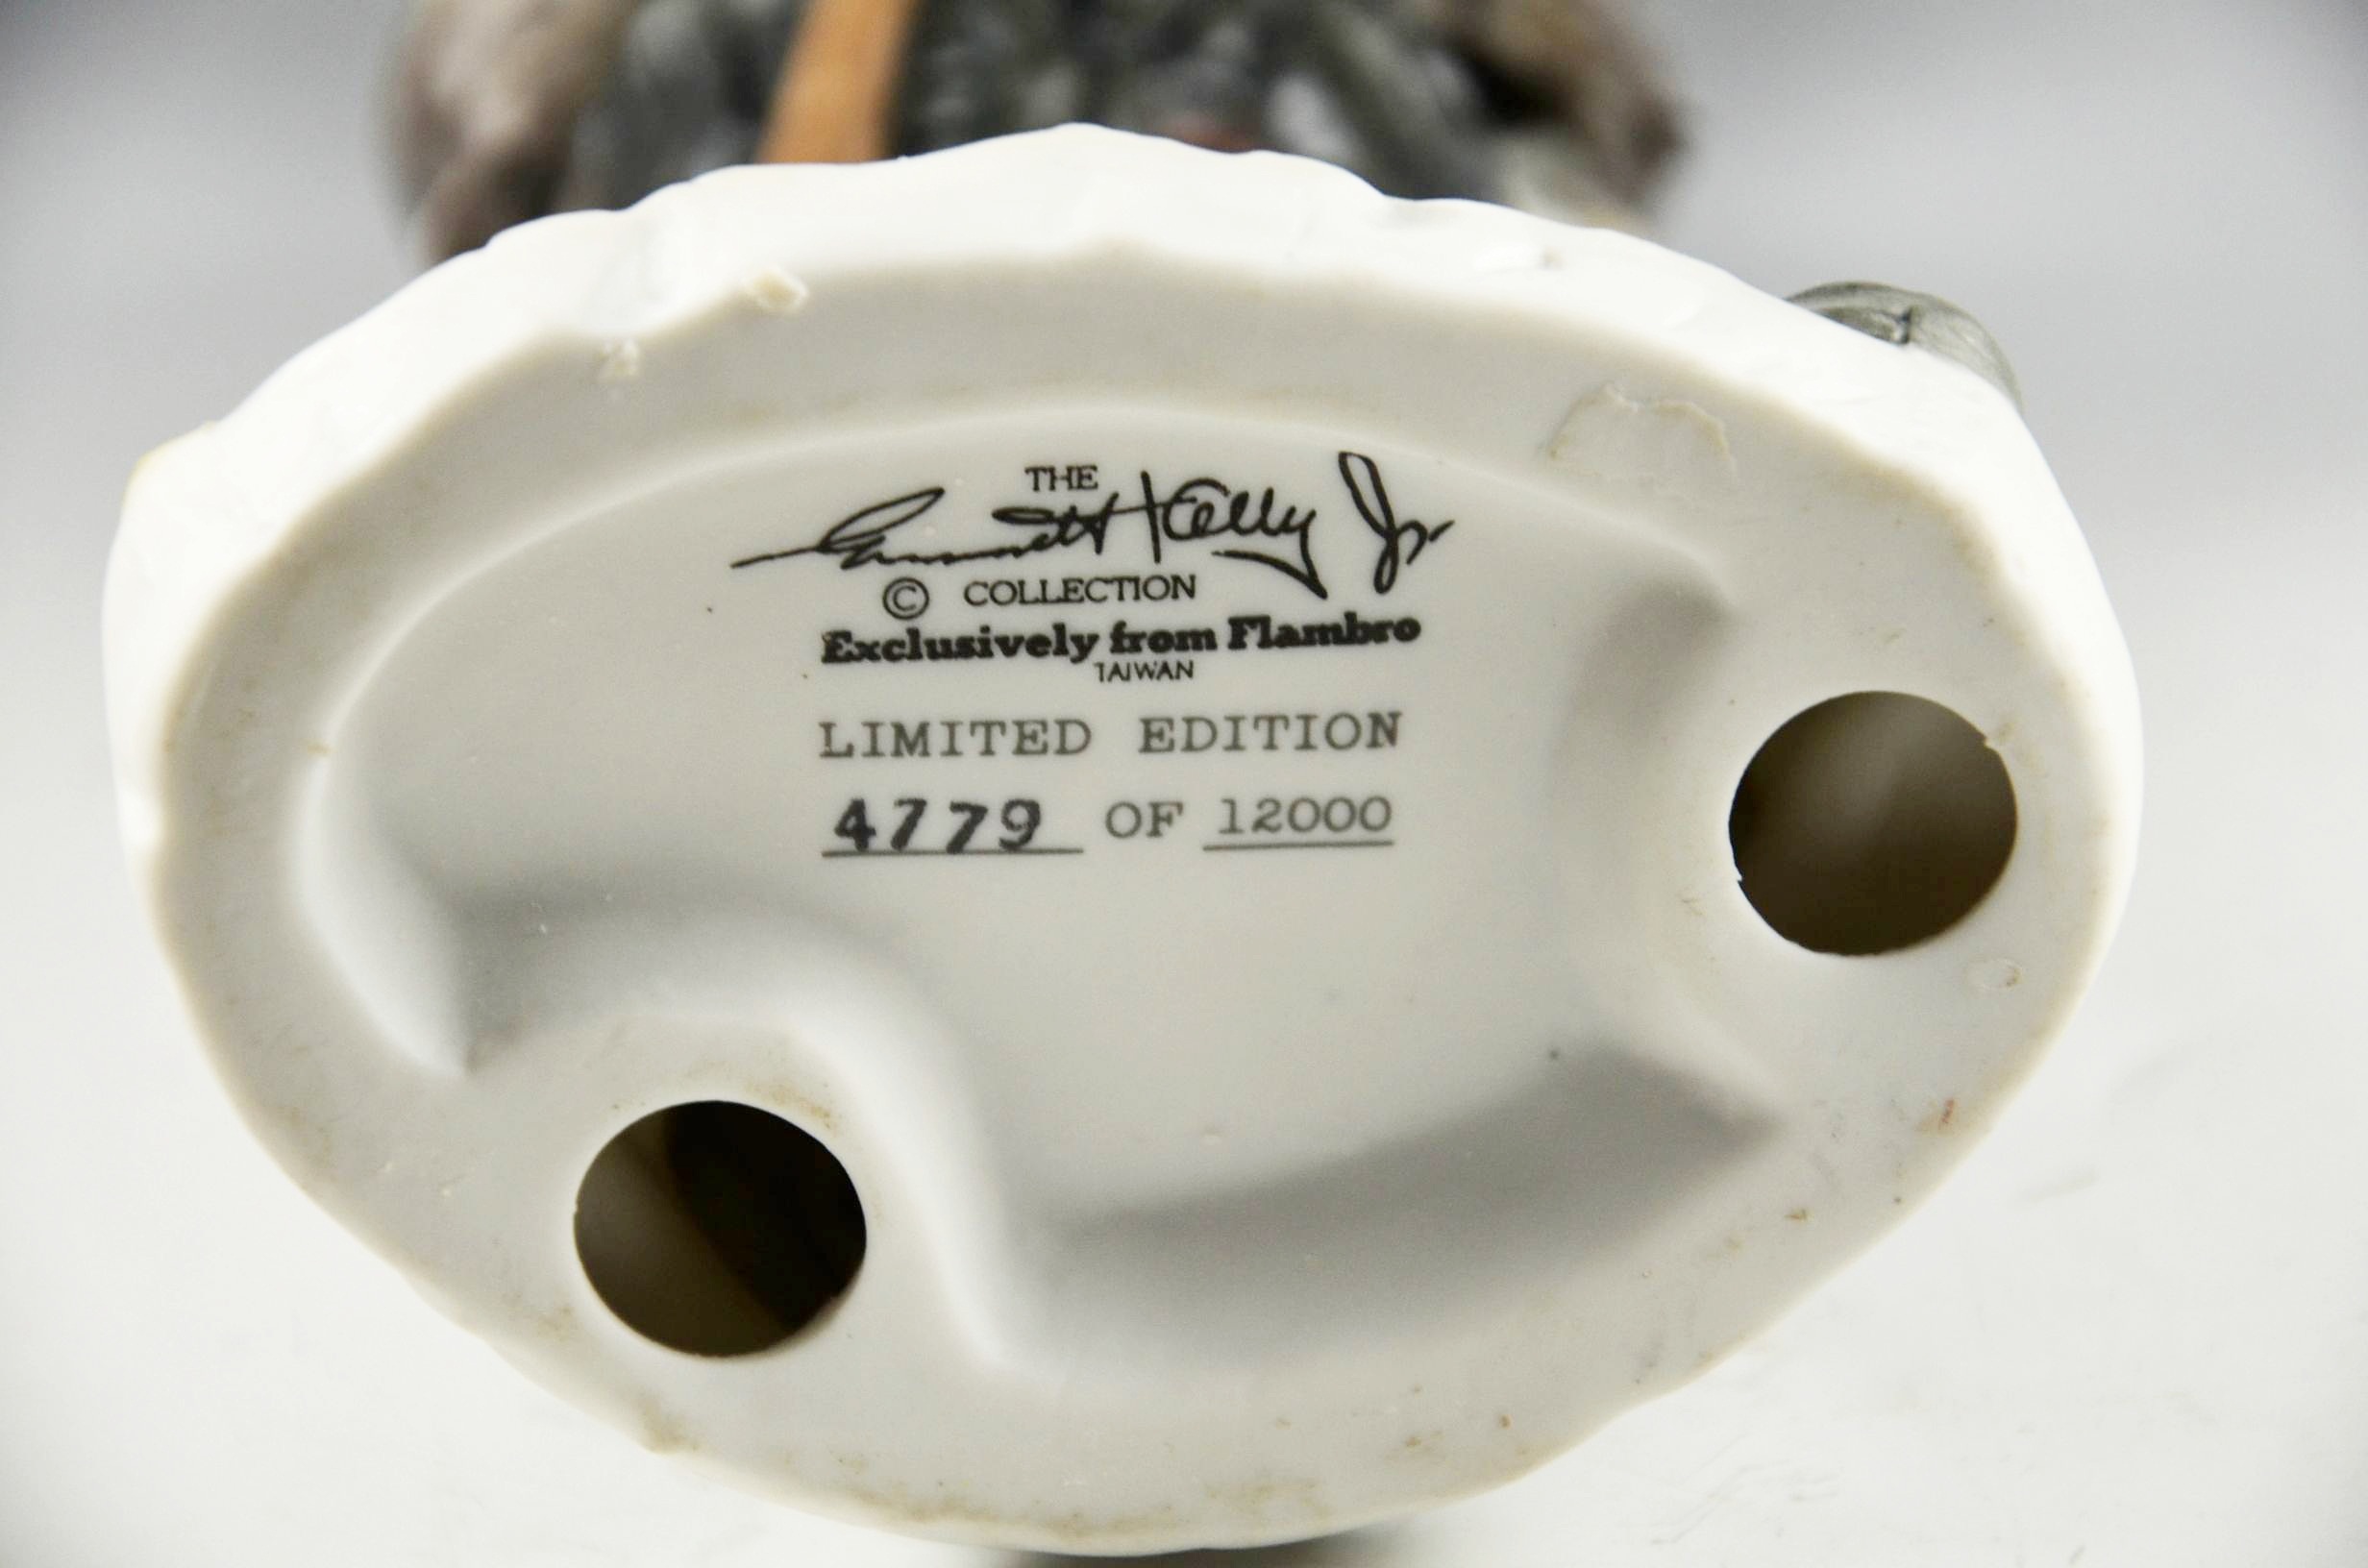 THE
Emmett Kelly Jr.
© COLLECTION
Exclusively from Flambro
TAIWAN
LIMITED EDITION
4779 OF 12000